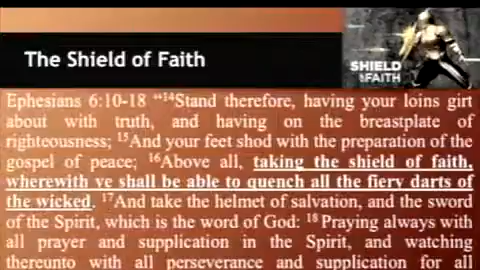 The Shield of Faith
SHIELD
OF FAITH
Ephesians 6:10-18 “14Stand therefore, having your loins girt
about with truth, and having on the breastplate of
righteousness; 15And your feet shod with the preparation of the
gospel of peace; 16Above all, taking the shield of faith,
wherewith ye shall be able to quench all the fiery darts of
the wicked. 17And take the helmet of salvation, and the sword
of the Spirit, which is the word of God: 18 Praying always with
all prayer and supplication in the Spirit, and watching
thereunto with all perseverance and supplication for all